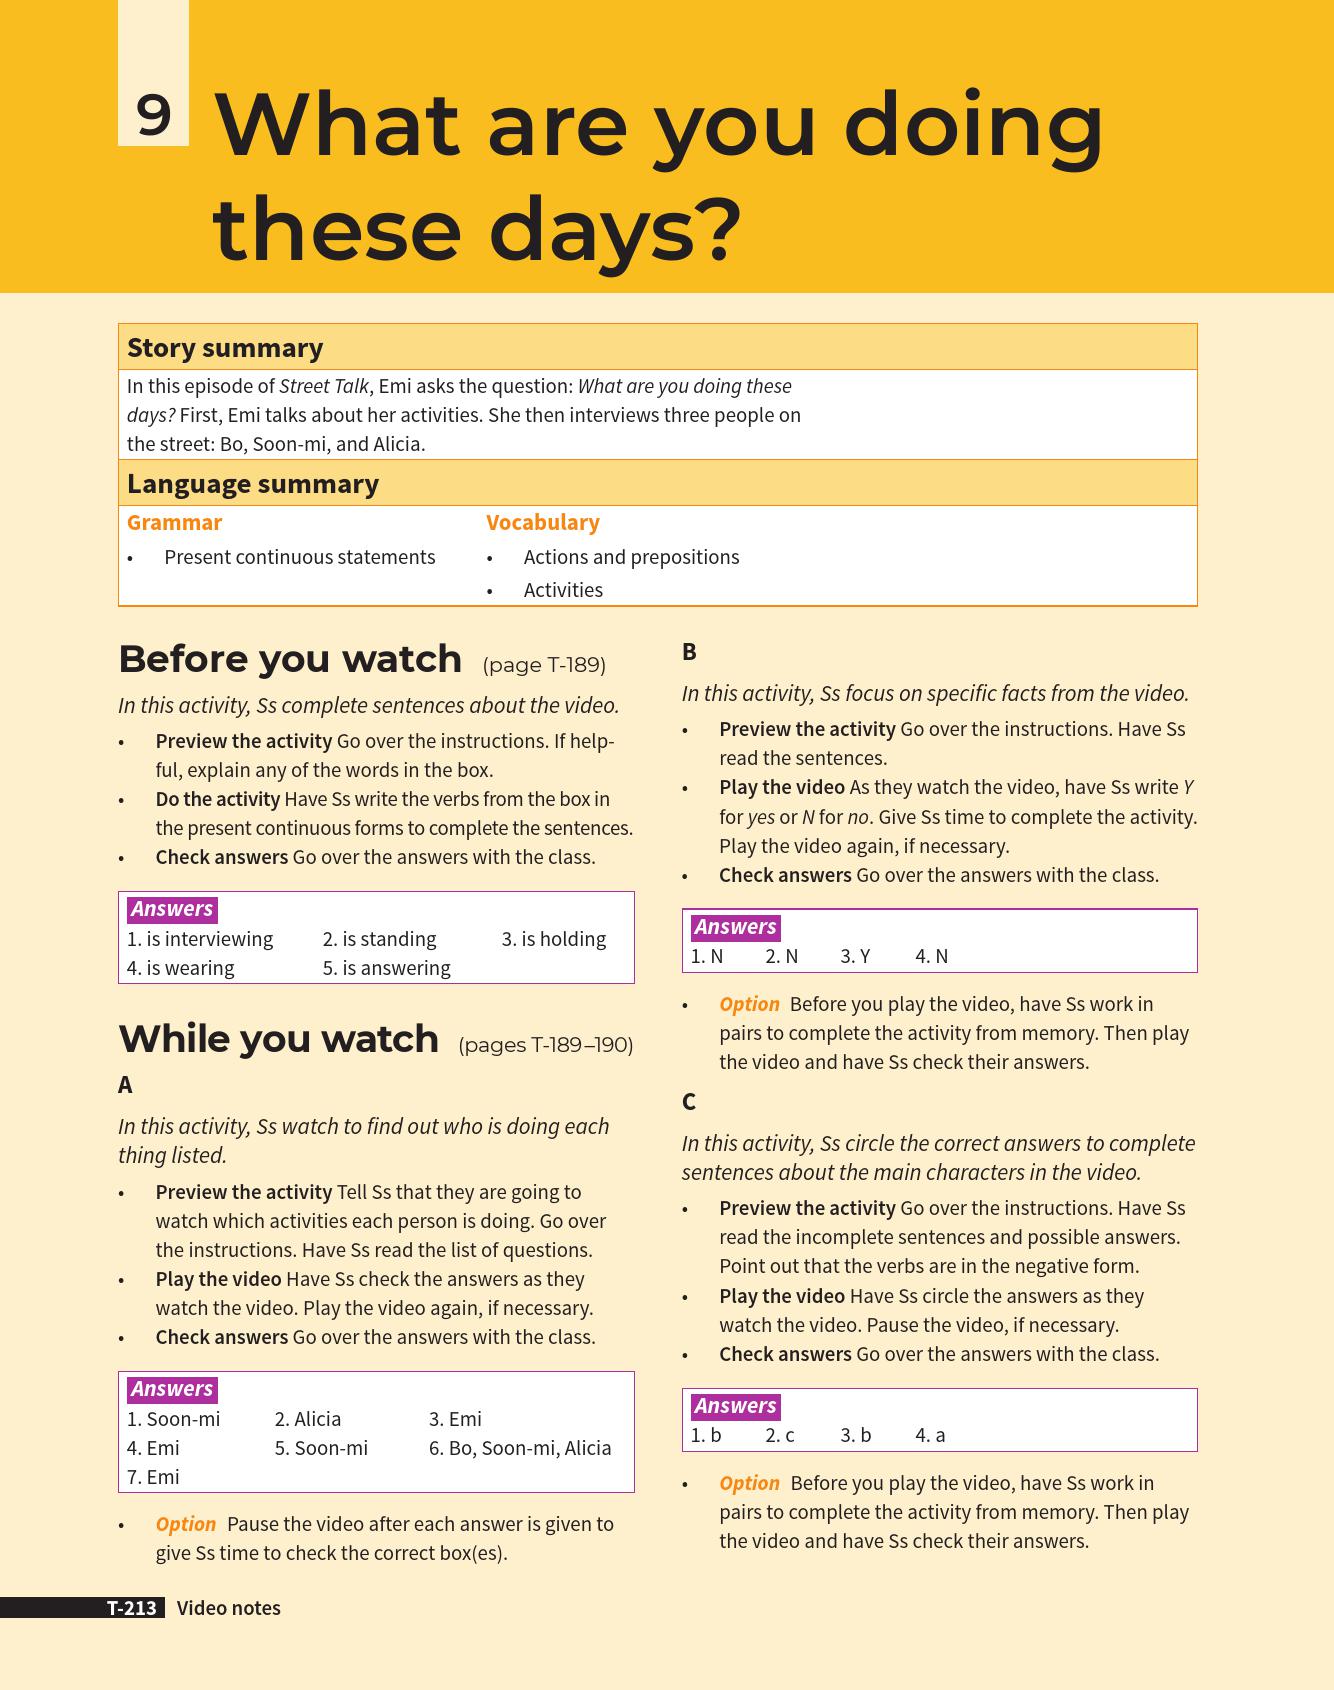 9
What are you doing
these days?
Story summary
In this episode of Street Talk, Emi asks the question: What are you doing these
days? First, Emi talks about her activities. She then interviews three people on
the street: Bo, Soon-mi, and Alicia.
Language summary
Grammar
• Present continuous statements
Vocabulary
• Actions and prepositions
• Activities
Before you watch (page T-189)
In this activity, Ss complete sentences about the video.
• Preview the activity Go over the instructions. If help-
ful, explain any of the words in the box.
• Do the activity Have Ss write the verbs from the box in
the present continuous forms to complete the sentences.
• Check answers Go over the answers with the class.
Answers
1. is interviewing 2. is standing 3. is holding
4. is wearing 5. is answering
While you watch (pages T-189–190)
A
In this activity, Ss watch to find out who is doing each
thing listed.
• Preview the activity Tell Ss that they are going to
watch which activities each person is doing. Go over
the instructions. Have Ss read the list of questions.
• Play the video Have Ss check the answers as they
watch the video. Play the video again, if necessary.
• Check answers Go over the answers with the class.
Answers
1. Soon-mi 2. Alicia 3. Emi
4. Emi 5. Soon-mi 6. Bo, Soon-mi, Alicia
7. Emi
• Option Pause the video after each answer is given to
give Ss time to check the correct box(es).
B
In this activity, Ss focus on specific facts from the video.
• Preview the activity Go over the instructions. Have Ss
read the sentences.
• Play the video As they watch the video, have Ss write Y
for yes or N for no. Give Ss time to complete the activity.
Play the video again, if necessary.
• Check answers Go over the answers with the class.
Answers
1. N 2. N 3. Y 4. N
• Option Before you play the video, have Ss work in
pairs to complete the activity from memory. Then play
the video and have Ss check their answers.
C
In this activity, Ss circle the correct answers to complete
sentences about the main characters in the video.
• Preview the activity Go over the instructions. Have Ss
read the incomplete sentences and possible answers.
Point out that the verbs are in the negative form.
• Play the video Have Ss circle the answers as they
watch the video. Pause the video, if necessary.
• Check answers Go over the answers with the class.
Answers
1. b 2. c 3. b 4. a
• Option Before you play the video, have Ss work in
pairs to complete the activity from memory. Then play
the video and have Ss check their answers.
T-213 Video notes